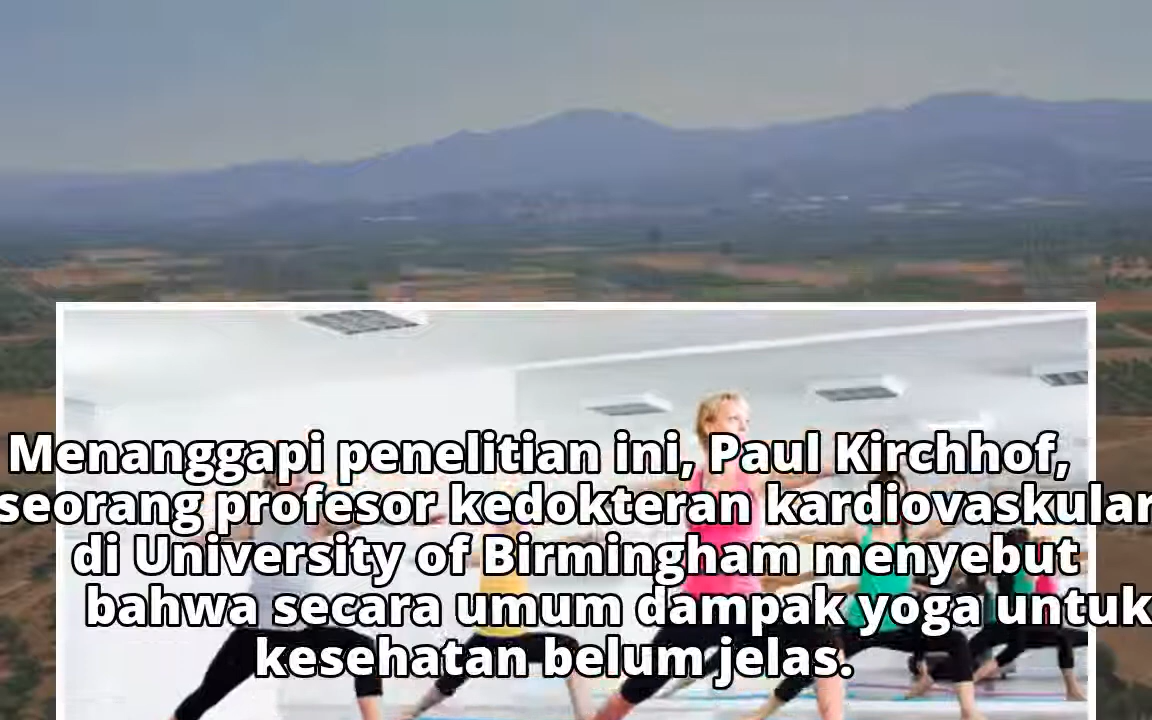 Menanggapi penelitian ini, Paul Kirchhof,
seorang profesor kedokteran kardiovaskular
di University of Birmingham menyebut
bahwa secara umum dampak yoga untuk
kesehatan belum jelas.